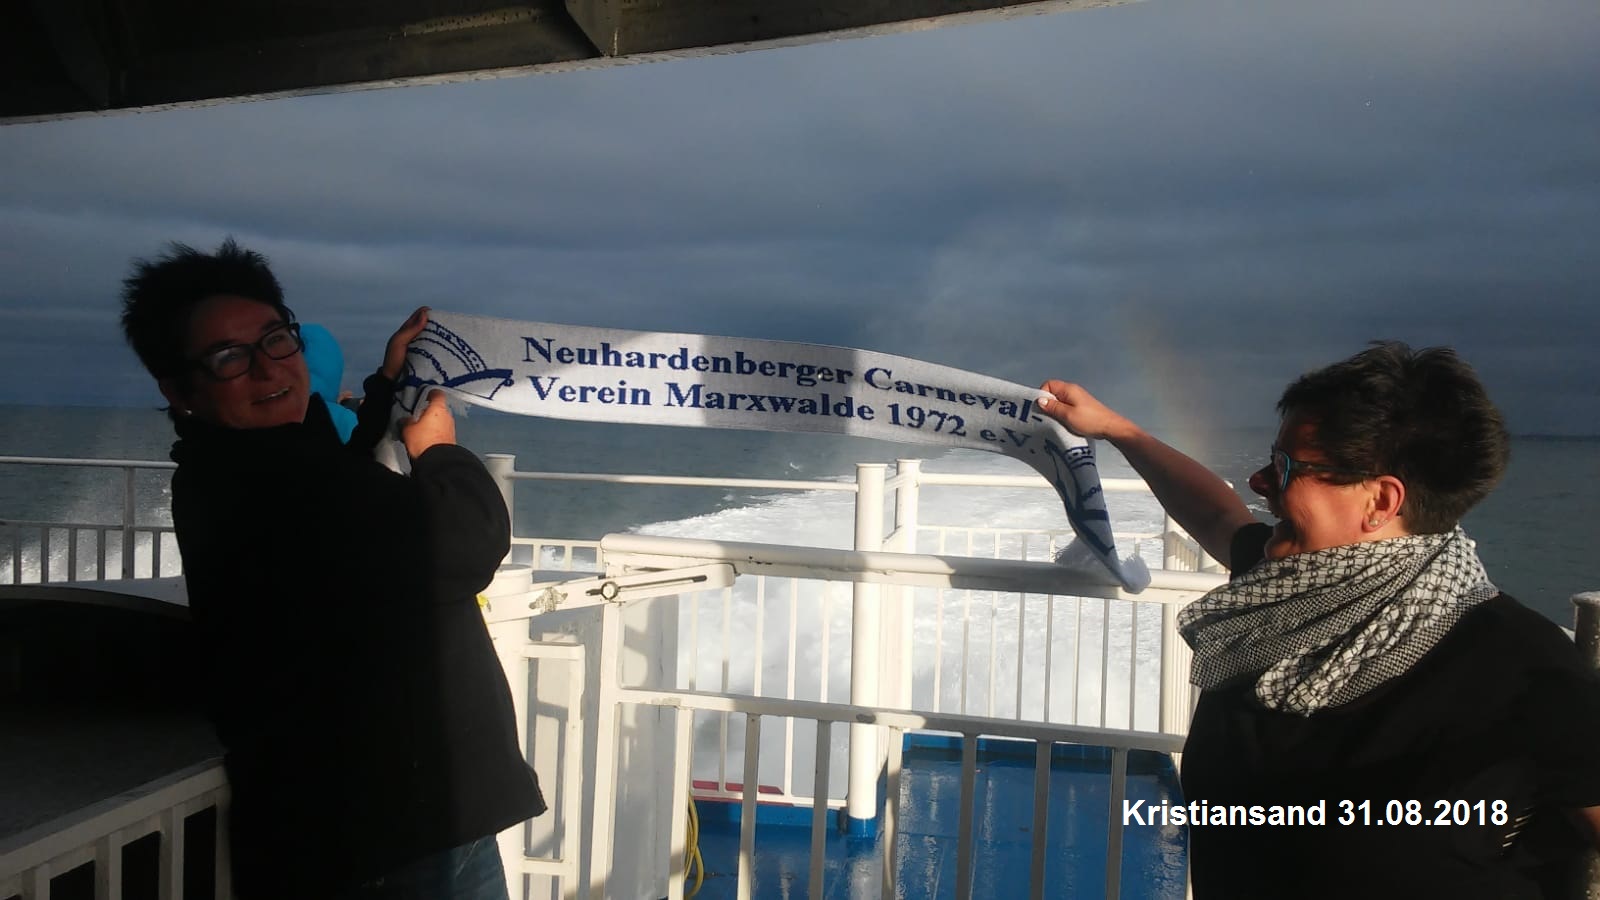 Neuhardenberger Carneval-
Verein Marxwalde 1972 e.V.
Kristiansand 31.08.2018